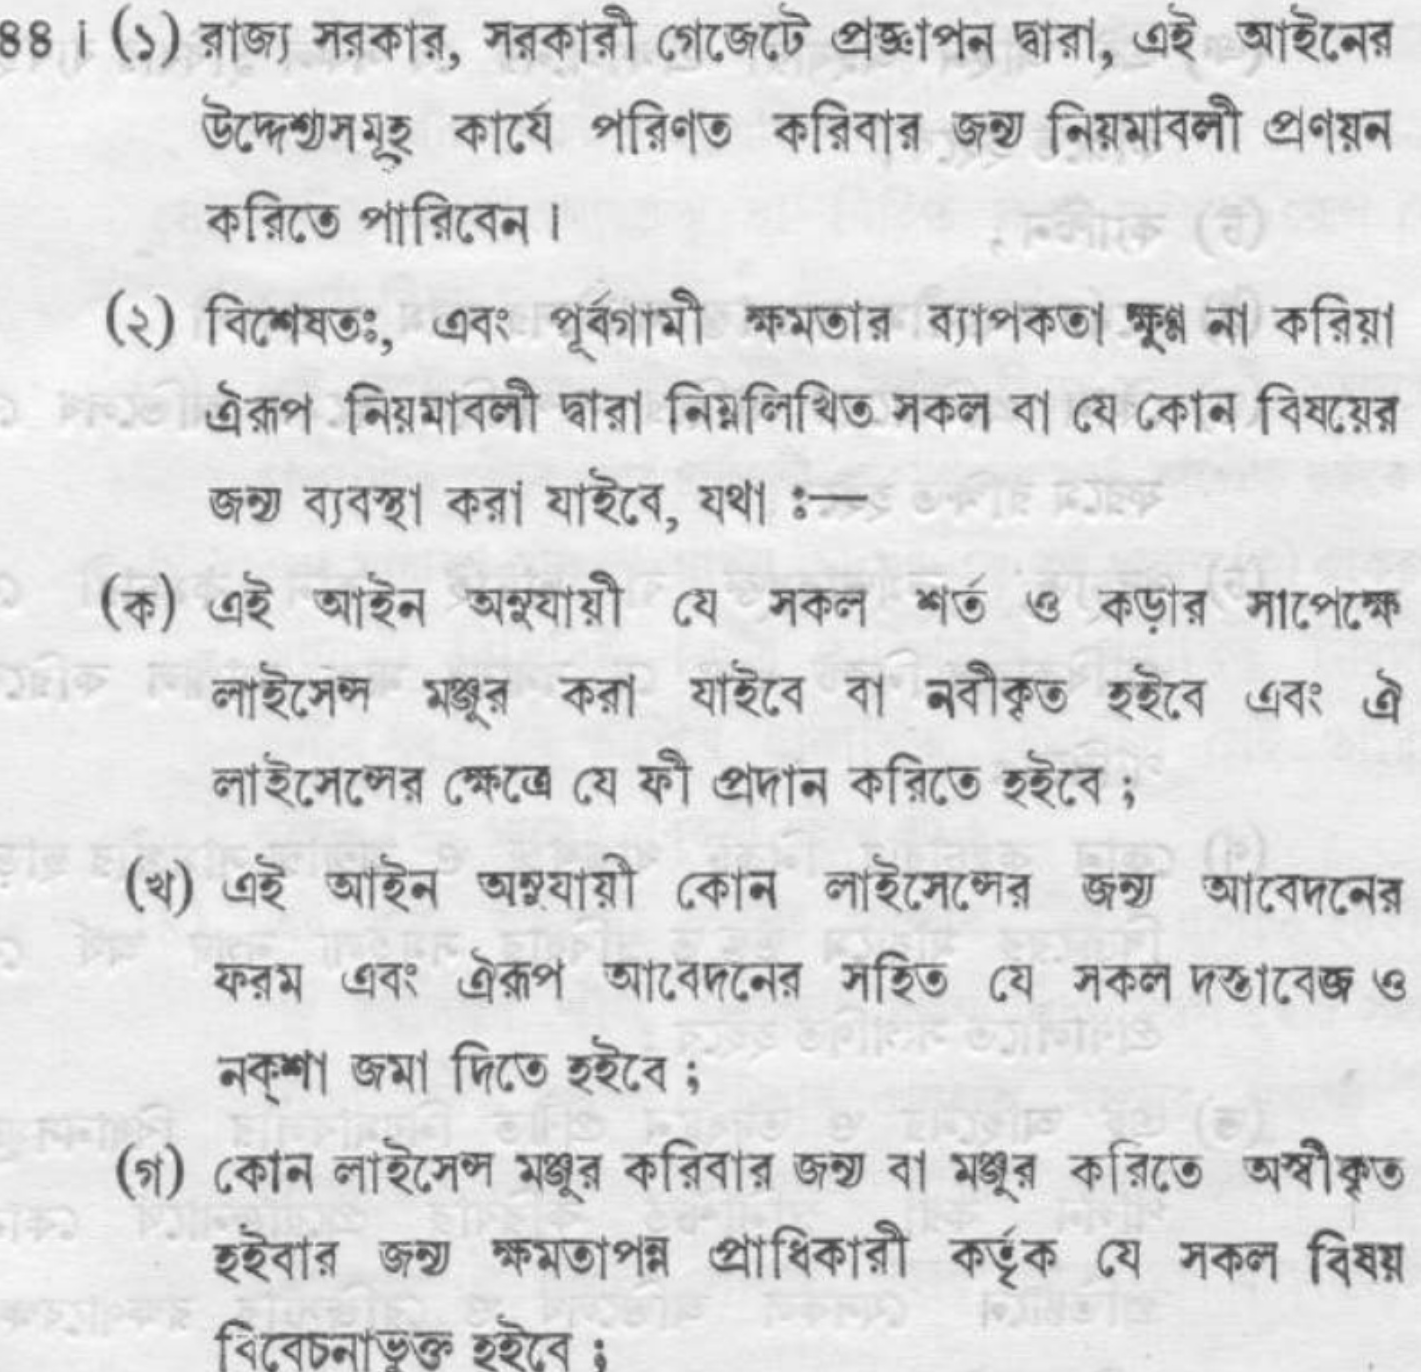 ৪৪। (১) রাজ্য সরকার, সরকারী গেজেটে প্রজ্ঞাপন দ্বারা, এই আইনের
উদ্দেশ্যসমূহ কার্যে পরিণত করিবার জন্য নিয়মাবলী প্রণয়ন
করিতে পারিবেন।
(২) বিশেষতঃ, এবং পূর্বগামী ক্ষমতার ব্যাপকতা ক্ষুণ্ন না করিয়া
ঐরূপ নিয়মাবলী দ্বারা নিম্নলিখিত সকল বা যে কোন বিষয়ের
জন্য ব্যবস্থা করা যাইবে, যথা ঃ—
(ক) এই আইন অনুযায়ী যে সকল শর্ত ও কড়ার সাপেক্ষে
লাইসেন্স মঞ্জুর করা যাইবে বা নবীকৃত হইবে এবং ঐ
লাইসেন্সের ক্ষেত্রে যে ফী প্রদান করিতে হইবে ;
(খ) এই আইন অনুযায়ী কোন লাইসেন্সের জন্য আবেদনের
ফরম এবং ঐরূপ আবেদনের সহিত যে সকল দস্তাবেজ ও
নক্‌শা জমা দিতে হইবে ;
(গ) কোন লাইসেন্স মঞ্জুর করিবার জন্য বা মঞ্জুর করিতে অস্বীকৃত
হইবার জন্য ক্ষমতাপন্ন প্রাধিকারী কর্তৃক যে সকল বিষয়
বিবেচনাভুক্ত হইবে ;